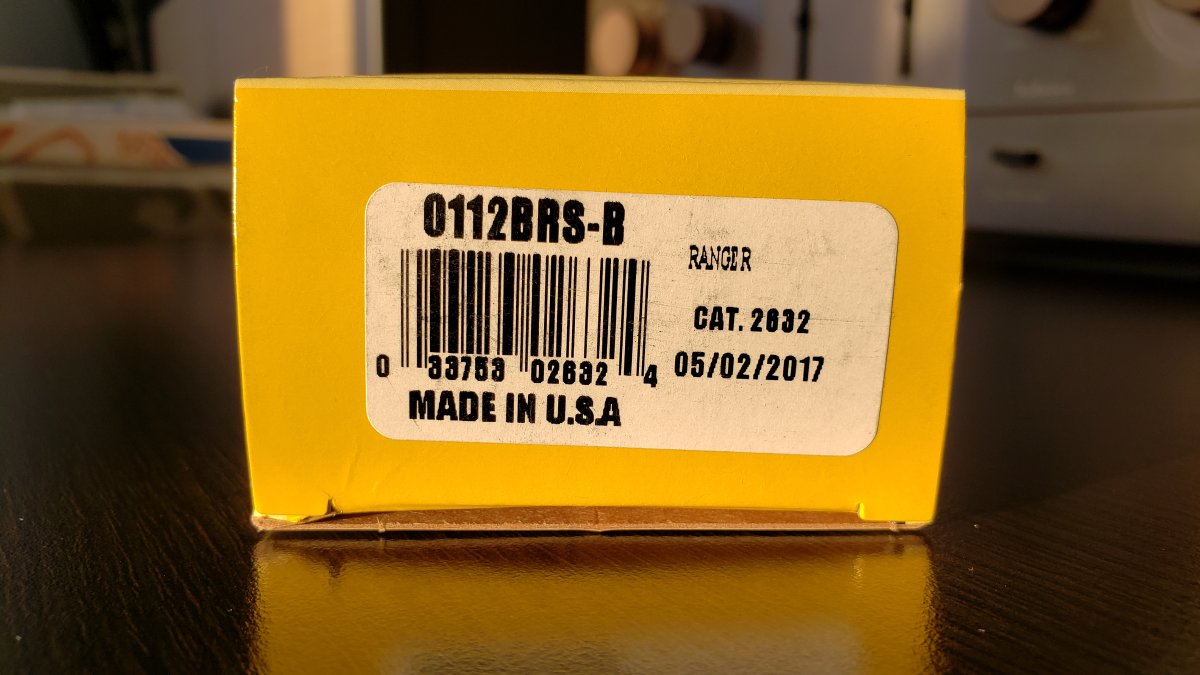 0112BRS-B
RANGER
CAT. 2632
05/02/2017
0 33753 02632 4
MADE IN U.S.A